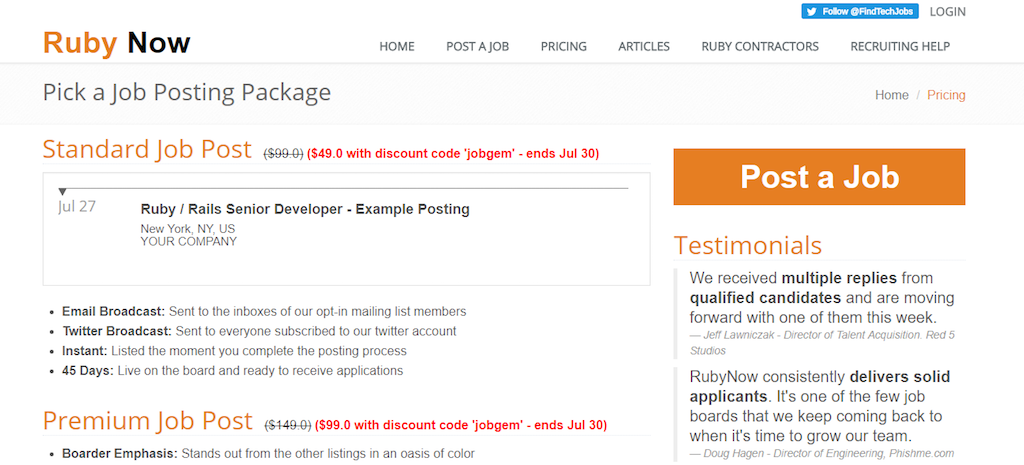 Follow @FindTechJobs LOGIN
Ruby Now
HOME POST A JOB PRICING ARTICLES RUBY CONTRACTORS RECRUITING HELP
Pick a Job Posting Package
Home / Pricing
Standard Job Post ($99.0) ($49.0 with discount code 'jobgem' - ends Jul 30)
Jul 27
Ruby / Rails Senior Developer - Example Posting
New York, NY, US
YOUR COMPANY
• Email Broadcast: Sent to the inboxes of our opt-in mailing list members
• Twitter Broadcast: Sent to everyone subscribed to our twitter account
• Instant: Listed the moment you complete the posting process
• 45 Days: Live on the board and ready to receive applications
Premium Job Post ($149.0) ($99.0 with discount code 'jobgem' - ends Jul 30)
• Boarder Emphasis: Stands out from the other listings in an oasis of color
Post a Job
Testimonials
We received multiple replies from
qualified candidates and are moving
forward with one of them this week.
— Jeff Lawniczak - Director of Talent Acquisition. Red 5
Studios
RubyNow consistently delivers solid
applicants. It's one of the few job
boards that we keep coming back to
when it's time to grow our team.
— Doug Hagen - Director of Engineering, Phishme.com